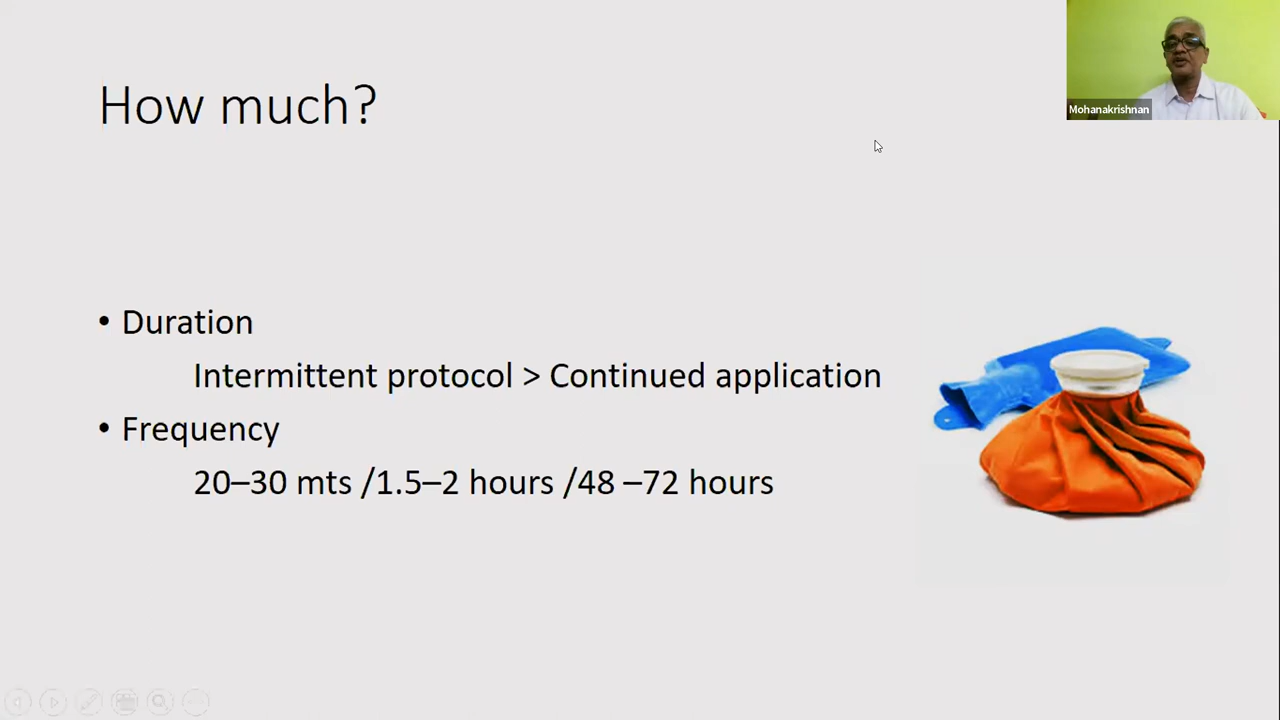 How much?
Mohanakrishnan
• Duration
Intermittent protocol > Continued application
• Frequency
20–30 mts /1.5–2 hours /48 –72 hours